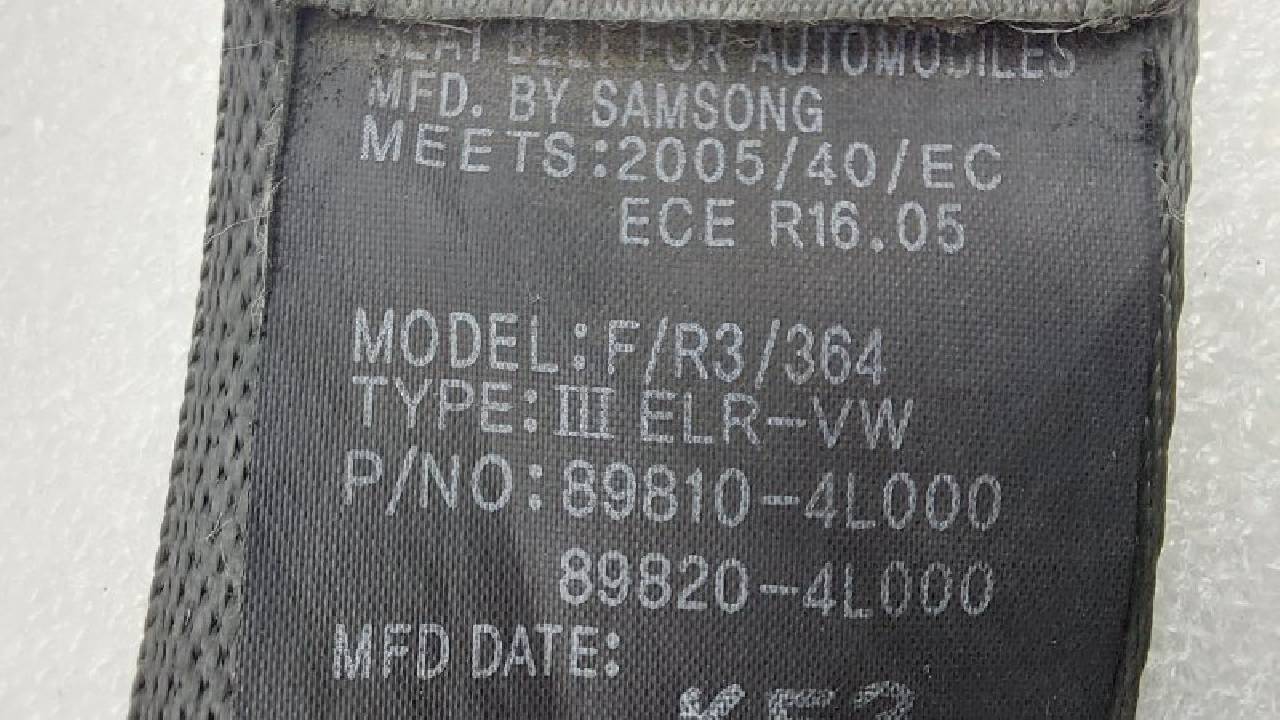 SEAT BELT FOR AUTOMOBILES
MFD. BY SAMSONG
MEETS:2005/40/EC
ECE R16.05
MODEL:F/R3/364
TYPE:Ⅲ ELR-VW
P/NO:89810-4L000
89820-4L000
MFD DATE: